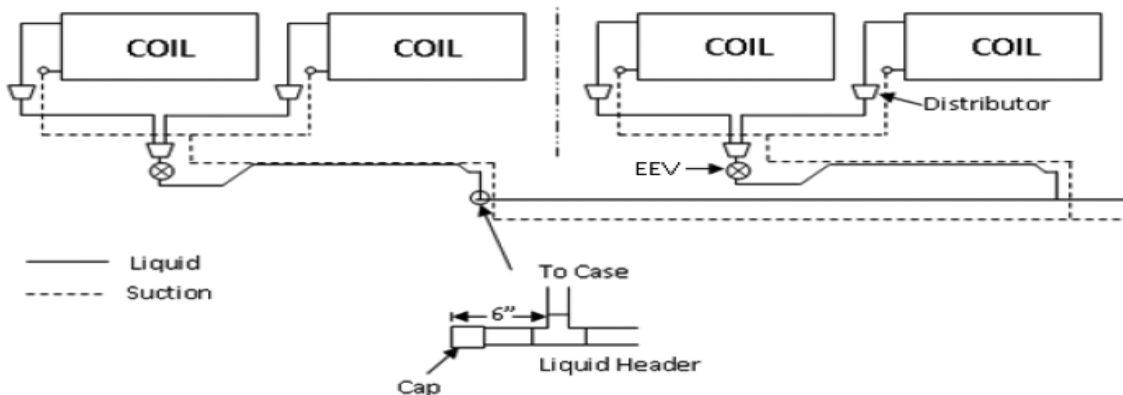 COIL
COIL
COIL
COIL
Distributor
EEV
Liquid
Suction
To Case
6”
Liquid Header
Cap